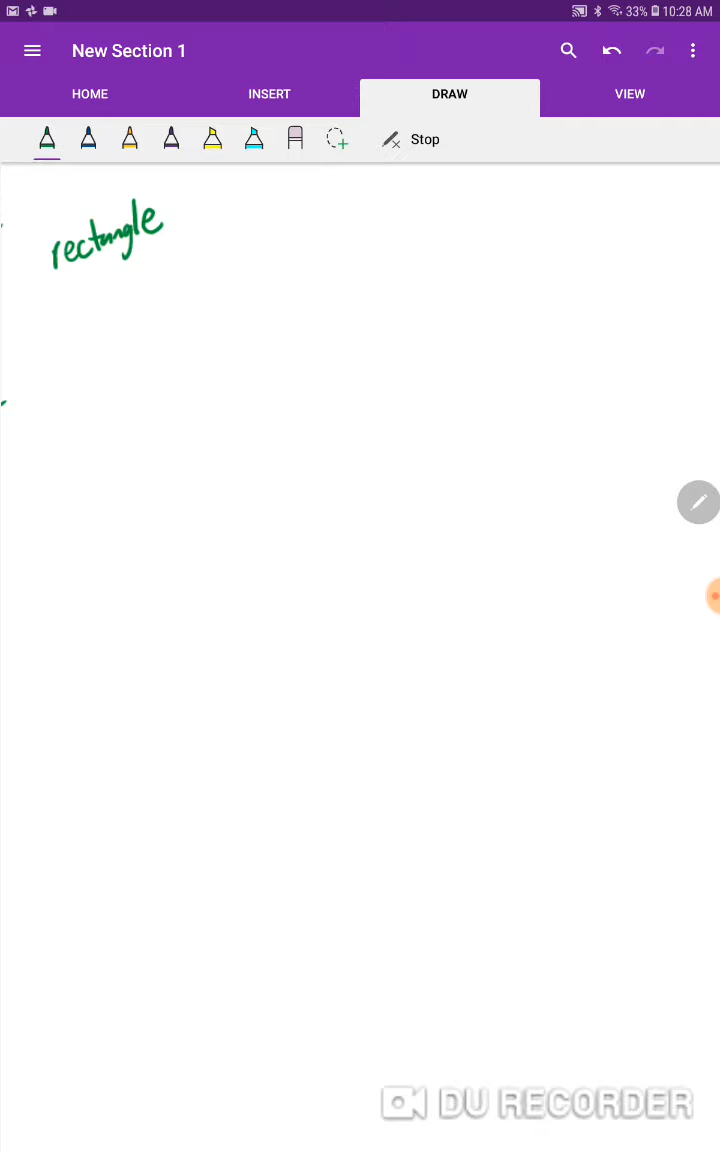 33% 10:28 AM
New Section 1
HOME INSERT DRAW VIEW
Stop
rectangle
DU RECORDER